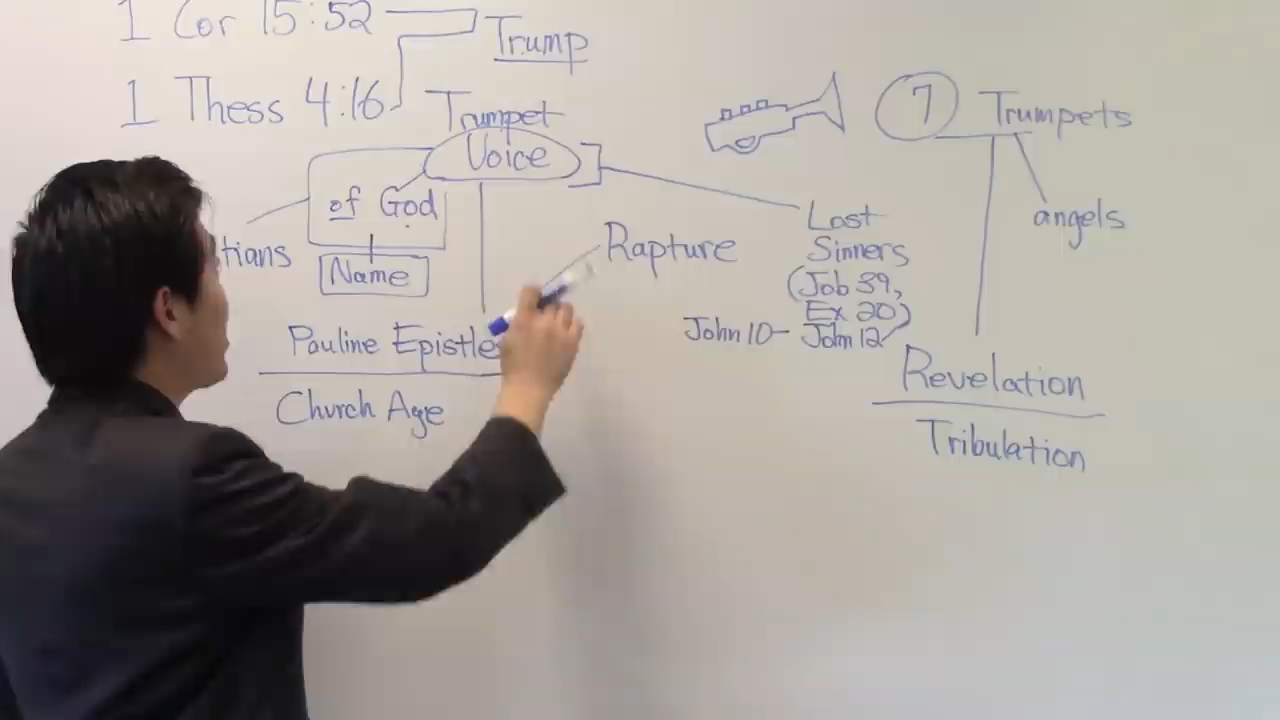 1 Cor 15:52
Trump
1 Thess 4:16
Trumpet
Voice
of God
tians
Name
Pauline Epistle
Church Age
Rapture
Lost
Sinners
(Job 39,
Ex 20)
John 10- John 12
7 Trumpets
angels
Revelation
Tribulation